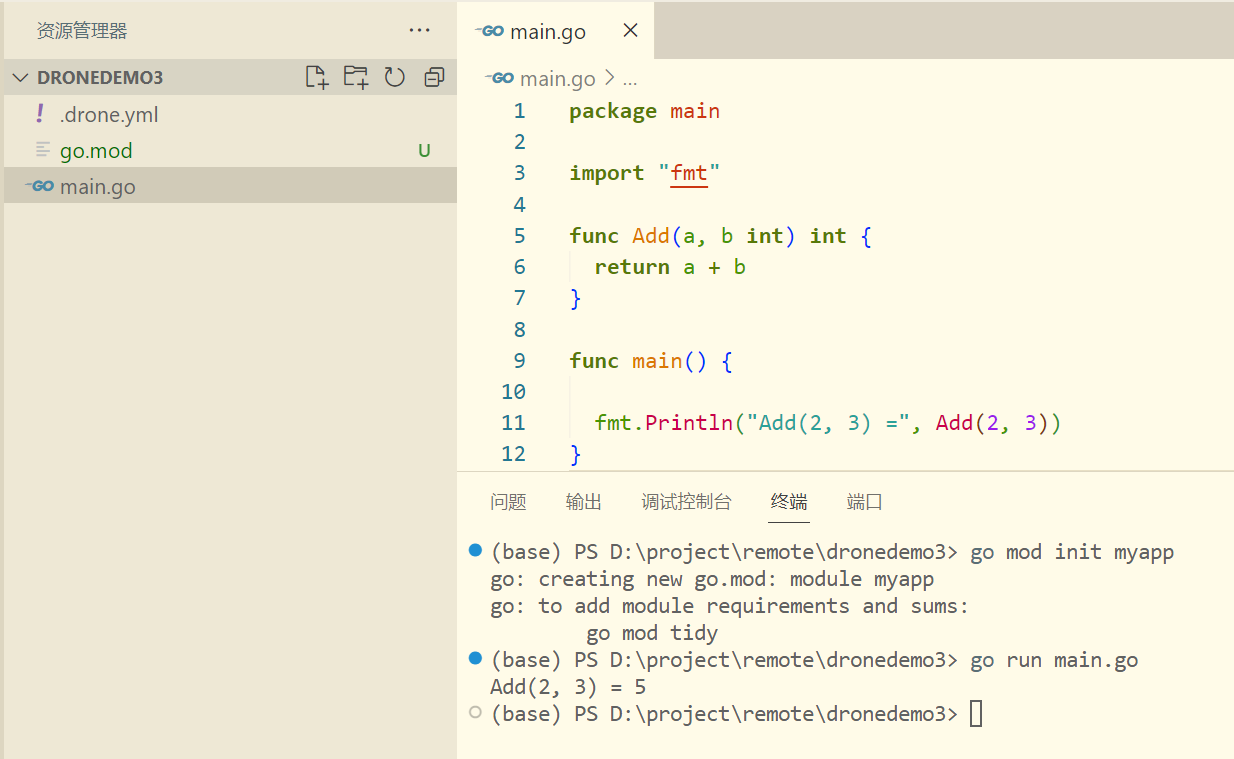 资源管理器 ···
DRONEDEMO3
! .drone.yml
go.mod U
GO main.go
GO main.go
GO main.go > ...
1 package main
2
3 import "fmt"
4
5 func Add(a, b int) int {
6 return a + b
7 }
8
9 func main() {
10
11 fmt.Println("Add(2, 3) =", Add(2, 3))
12 }
问题 输出 调试控制台 终端 端口
(base) PS D:\project\remote\dronedemo3> go mod init myapp
go: creating new go.mod: module myapp
go: to add module requirements and sums:
go mod tidy
(base) PS D:\project\remote\dronedemo3> go run main.go
Add(2, 3) = 5
(base) PS D:\project\remote\dronedemo3>